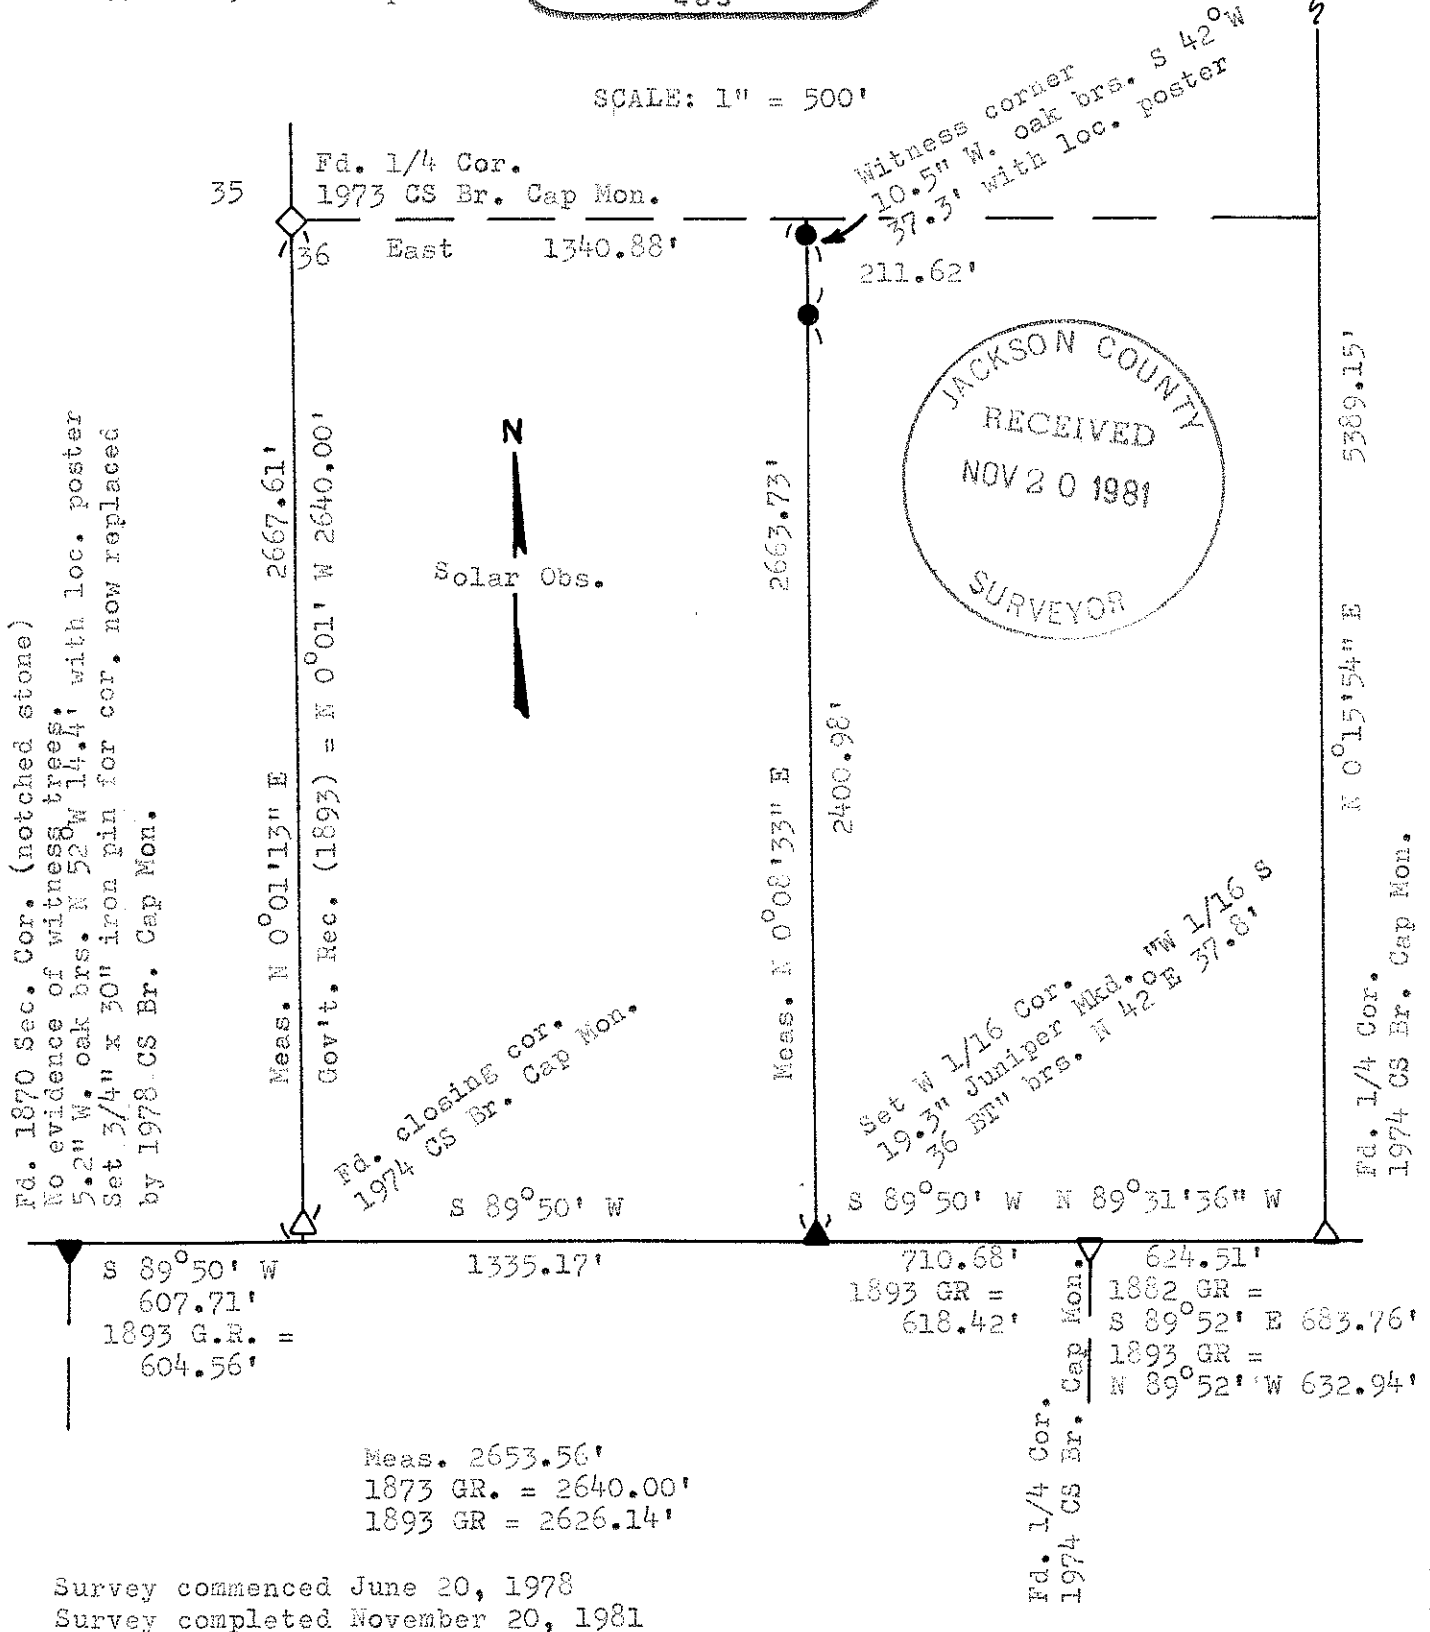 SCALE: 1" = 500'
Witness corner
10.5" W. oak brs. S 42°W
37.3' with loc. poster
Fd. 1/4 Cor.
1973 CS Br. Cap Mon.
35
36
East 1340.88'
211.62'
JACKSON COUNTY
RECEIVED
NOV 20 1981
SURVEYOR
N
Solar Obs.
Fd. 1870 Sec. Cor. (notched stone)
No evidence of witness trees.
5.2" W. oak brs. N 52°W 14.4' with loc. poster
Set 3/4" x 30" iron pin for cor. now replaced
by 1978 CS Br. Cap Mon.
Meas. N 0°01'13" E 2667.61'
Gov't. Rec. (1893) = N 0°01' W 2640.00'
Meas. N 0°08'33" E 2663.73'
2400.98'
N 0°15'54" E 5389.15'
Fd. closing cor.
1974 CS Br. Cap Mon.
Set W 1/16 Cor.
19.3" Juniper Mkd. "W 1/16 S
36 BT" brs. N 42°E 37.8'
Fd. 1/4 Cor.
1974 CS Br. Cap Mon.
S 89°50' W
S 89°50' W
N 89°31'36" W
S 89°50' W
607.71'
1893 G.R. =
604.56'
1335.17'
710.68'
1893 GR =
618.42'
624.51'
1882 GR =
S 89°52' E 683.76'
1893 GR =
N 89°52' W 632.94'
Fd. 1/4 Cor.
1974 CS Br. Cap Mon.
Meas. 2653.56'
1873 GR. = 2640.00'
1893 GR = 2626.14'
Survey commenced June 20, 1978
Survey completed November 20, 1981